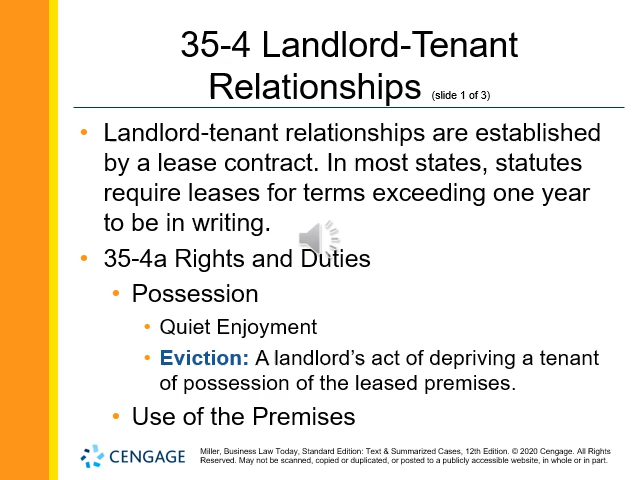 35-4 Landlord-Tenant
Relationships (slide 1 of 3)
• Landlord-tenant relationships are established
by a lease contract. In most states, statutes
require leases for terms exceeding one year
to be in writing.
• 35-4a Rights and Duties
• Possession
• Quiet Enjoyment
• Eviction: A landlord’s act of depriving a tenant
of possession of the leased premises.
• Use of the Premises
CENGAGE
Miller, Business Law Today, Standard Edition: Text & Summarized Cases, 12th Edition. © 2020 Cengage. All Rights
Reserved. May not be scanned, copied or duplicated, or posted to a publicly accessible website, in whole or in part.